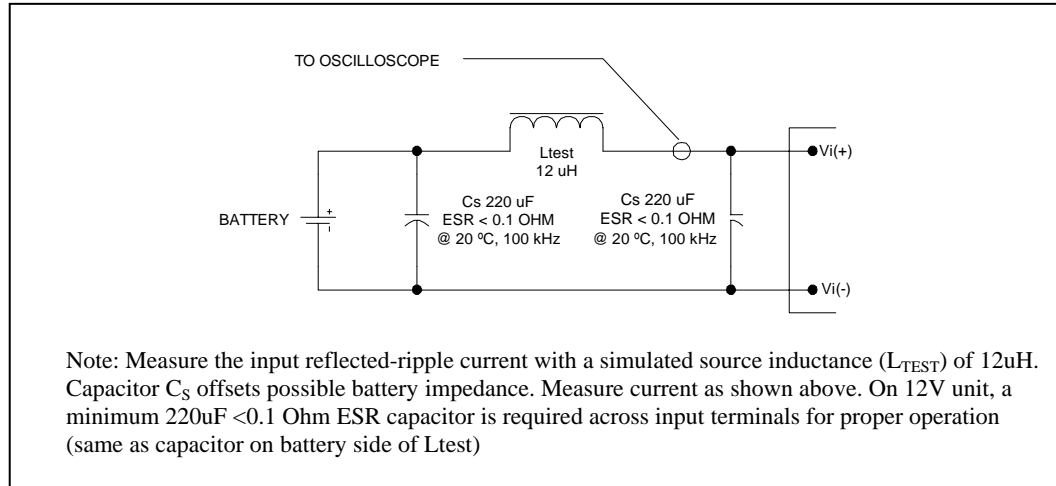 TO OSCILLOSCOPE
Ltest
12 uH
Vi(+)
BATTERY
+
-
Cs 220 uF
ESR < 0.1 OHM
@ 20 ºC, 100 kHz
Cs 220 uF
ESR < 0.1 OHM
@ 20 ºC, 100 kHz
Vi(-)
Note: Measure the input reflected-ripple current with a simulated source inductance (LTEST) of 12uH.
Capacitor CS offsets possible battery impedance. Measure current as shown above. On 12V unit, a
minimum 220uF <0.1 Ohm ESR capacitor is required across input terminals for proper operation
(same as capacitor on battery side of Ltest)